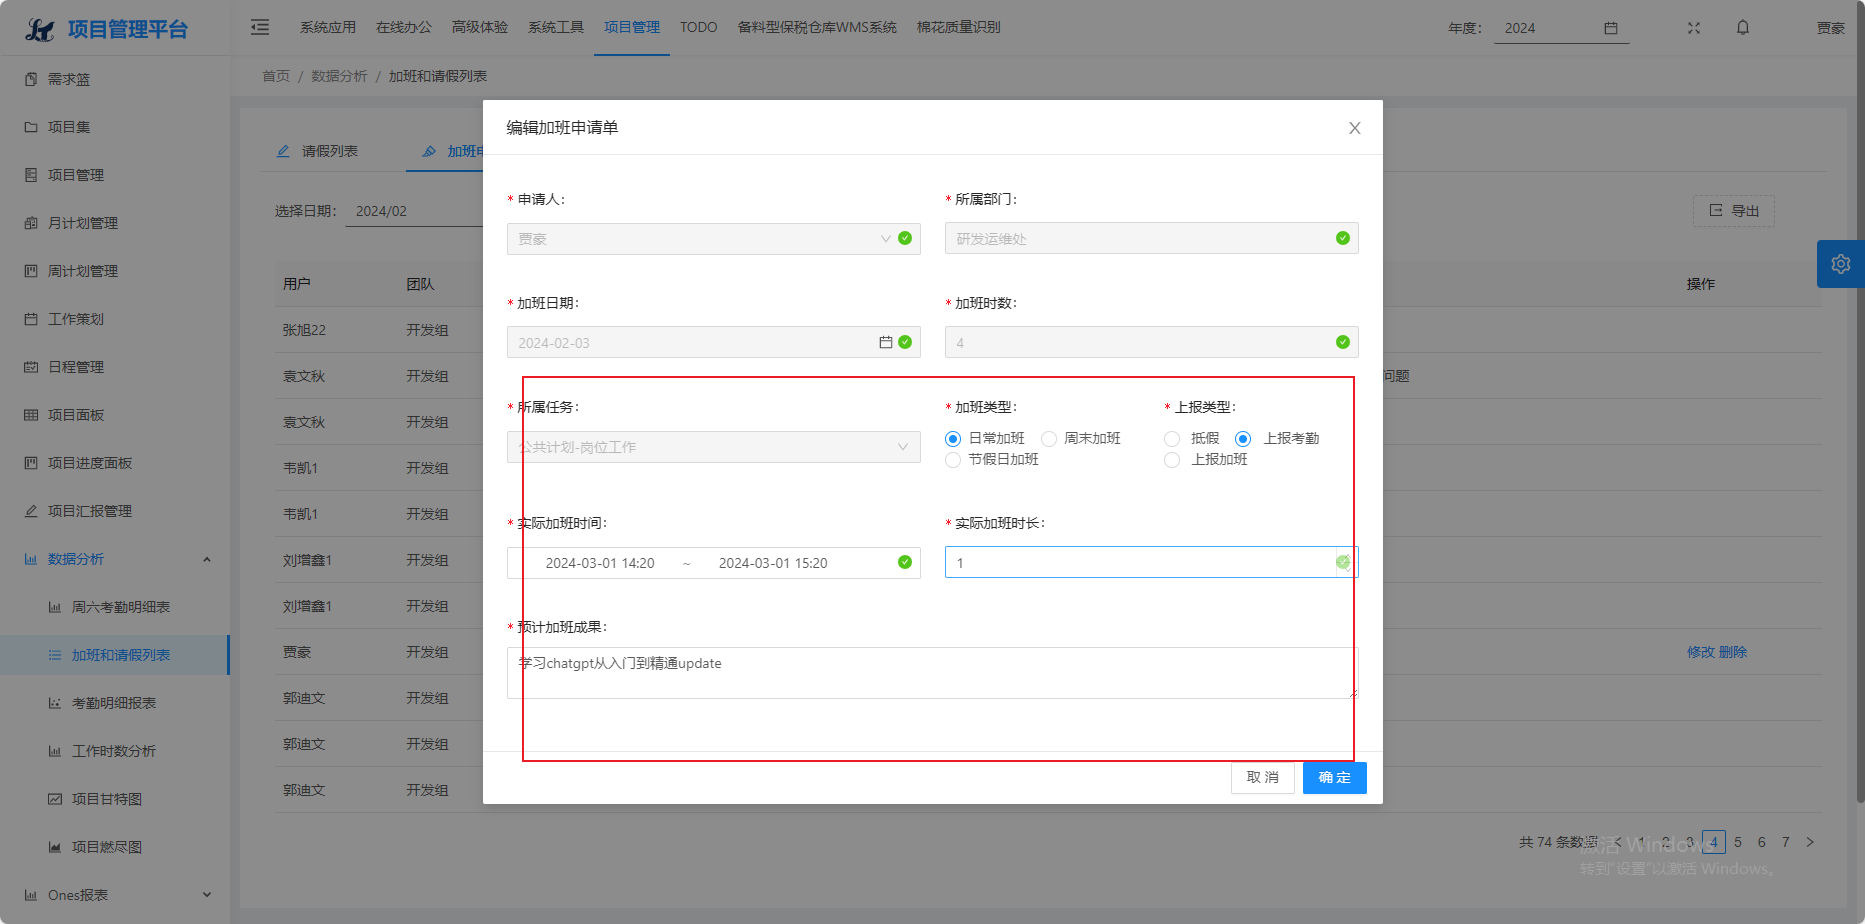 项目管理平台
系统应用 在线办公 高级体验 系统工具 项目管理 TODO 备料型保税仓库WMS系统 棉花质量识别
年度： 2024
贾豪
首页 / 数据分析 / 加班和请假列表
需求篮
项目集
项目管理
月计划管理
周计划管理
工作策划
日程管理
项目面板
项目进度面板
项目汇报管理
数据分析
周六考勤明细表
加班和请假列表
考勤明细报表
工作时数分析
项目甘特图
项目燃尽图
Ones报表
请假列表
加班申
选择日期： 2024/02
导出
用户 团队 操作
张旭22 开发组
袁文秋 开发组 问题
袁文秋 开发组
韦凯1 开发组
韦凯1 开发组
刘增鑫1 开发组
刘增鑫1 开发组
贾豪 开发组 修改 删除
郭迪文 开发组
郭迪文 开发组
郭迪文 开发组
共 74 条数据 < 1 2 3 4 5 6 7 >
编辑加班申请单
* 申请人： * 所属部门：
贾豪 研发运维处
* 加班日期： * 加班时数：
2024-02-03 4
* 所属任务： * 加班类型： * 上报类型：
公共计划-岗位工作 日常加班 周末加班 抵假 上报考勤
节假日加班 上报加班
* 实际加班时间： * 实际加班时长：
2024-03-01 14:20 ~ 2024-03-01 15:20 1
* 预计加班成果：
学习chatgpt从入门到精通update
取 消 确 定
激活 Windows
转到"设置"以激活 Windows。